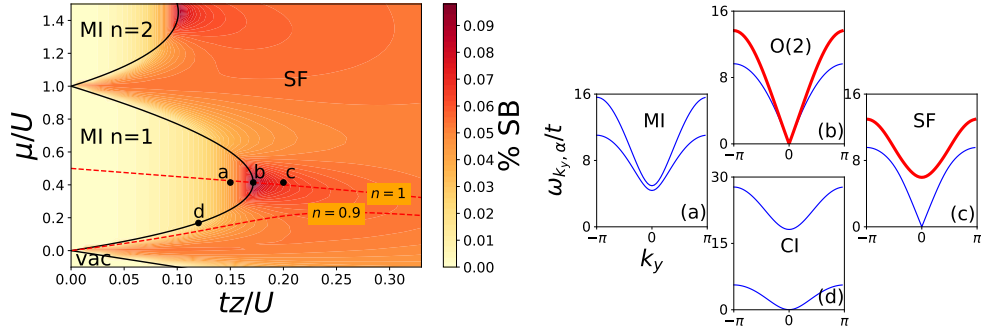 MI n=2
SF
MI n=1
a
b
c
d
n = 1
n = 0.9
vac
1.4
1.2
1.0
0.8
0.6
0.4
0.2
0.0
μ/U
0.00 0.05 0.10 0.15 0.20 0.25 0.30
tz/U
0.09
0.08
0.07
0.06
0.05
0.04
0.03
0.02
0.01
0.00
% SB
ω_{k_y, α}/t
16
8
0
MI
(a)
−π 0 π
k_y
16
8
0
O(2)
(b)
−π 0 π
30
15
0
CI
(d)
−π 0 π
16
8
0
SF
(c)
−π 0 π